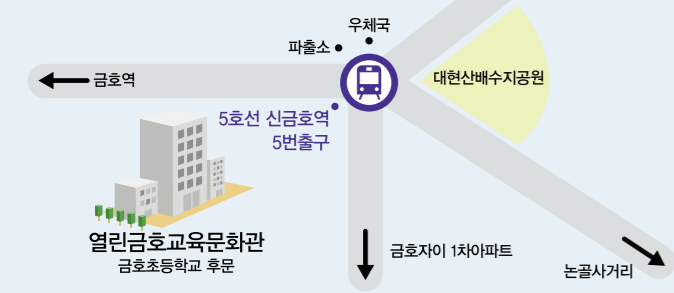 우체국
파출소
금호역
대현산배수지공원
5호선 신금호역
5번출구
열린금호교육문화관
금호초등학교 후문
금호자이 1차아파트
논골사거리